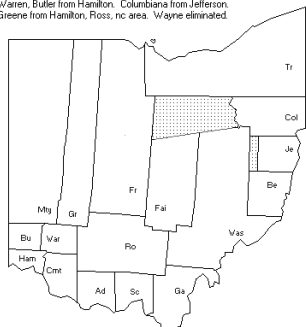 Warren, Butler from Hamilton. Columbiana from Jefferson.
Greene from Hamilton, Ross, nc area. Wayne eliminated.
Tr
Col
Je
Be
Fr
Fai
Mtg
Gr
Was
Bu
War
Ro
Ham
Cmt
Ad
Sc
Ga